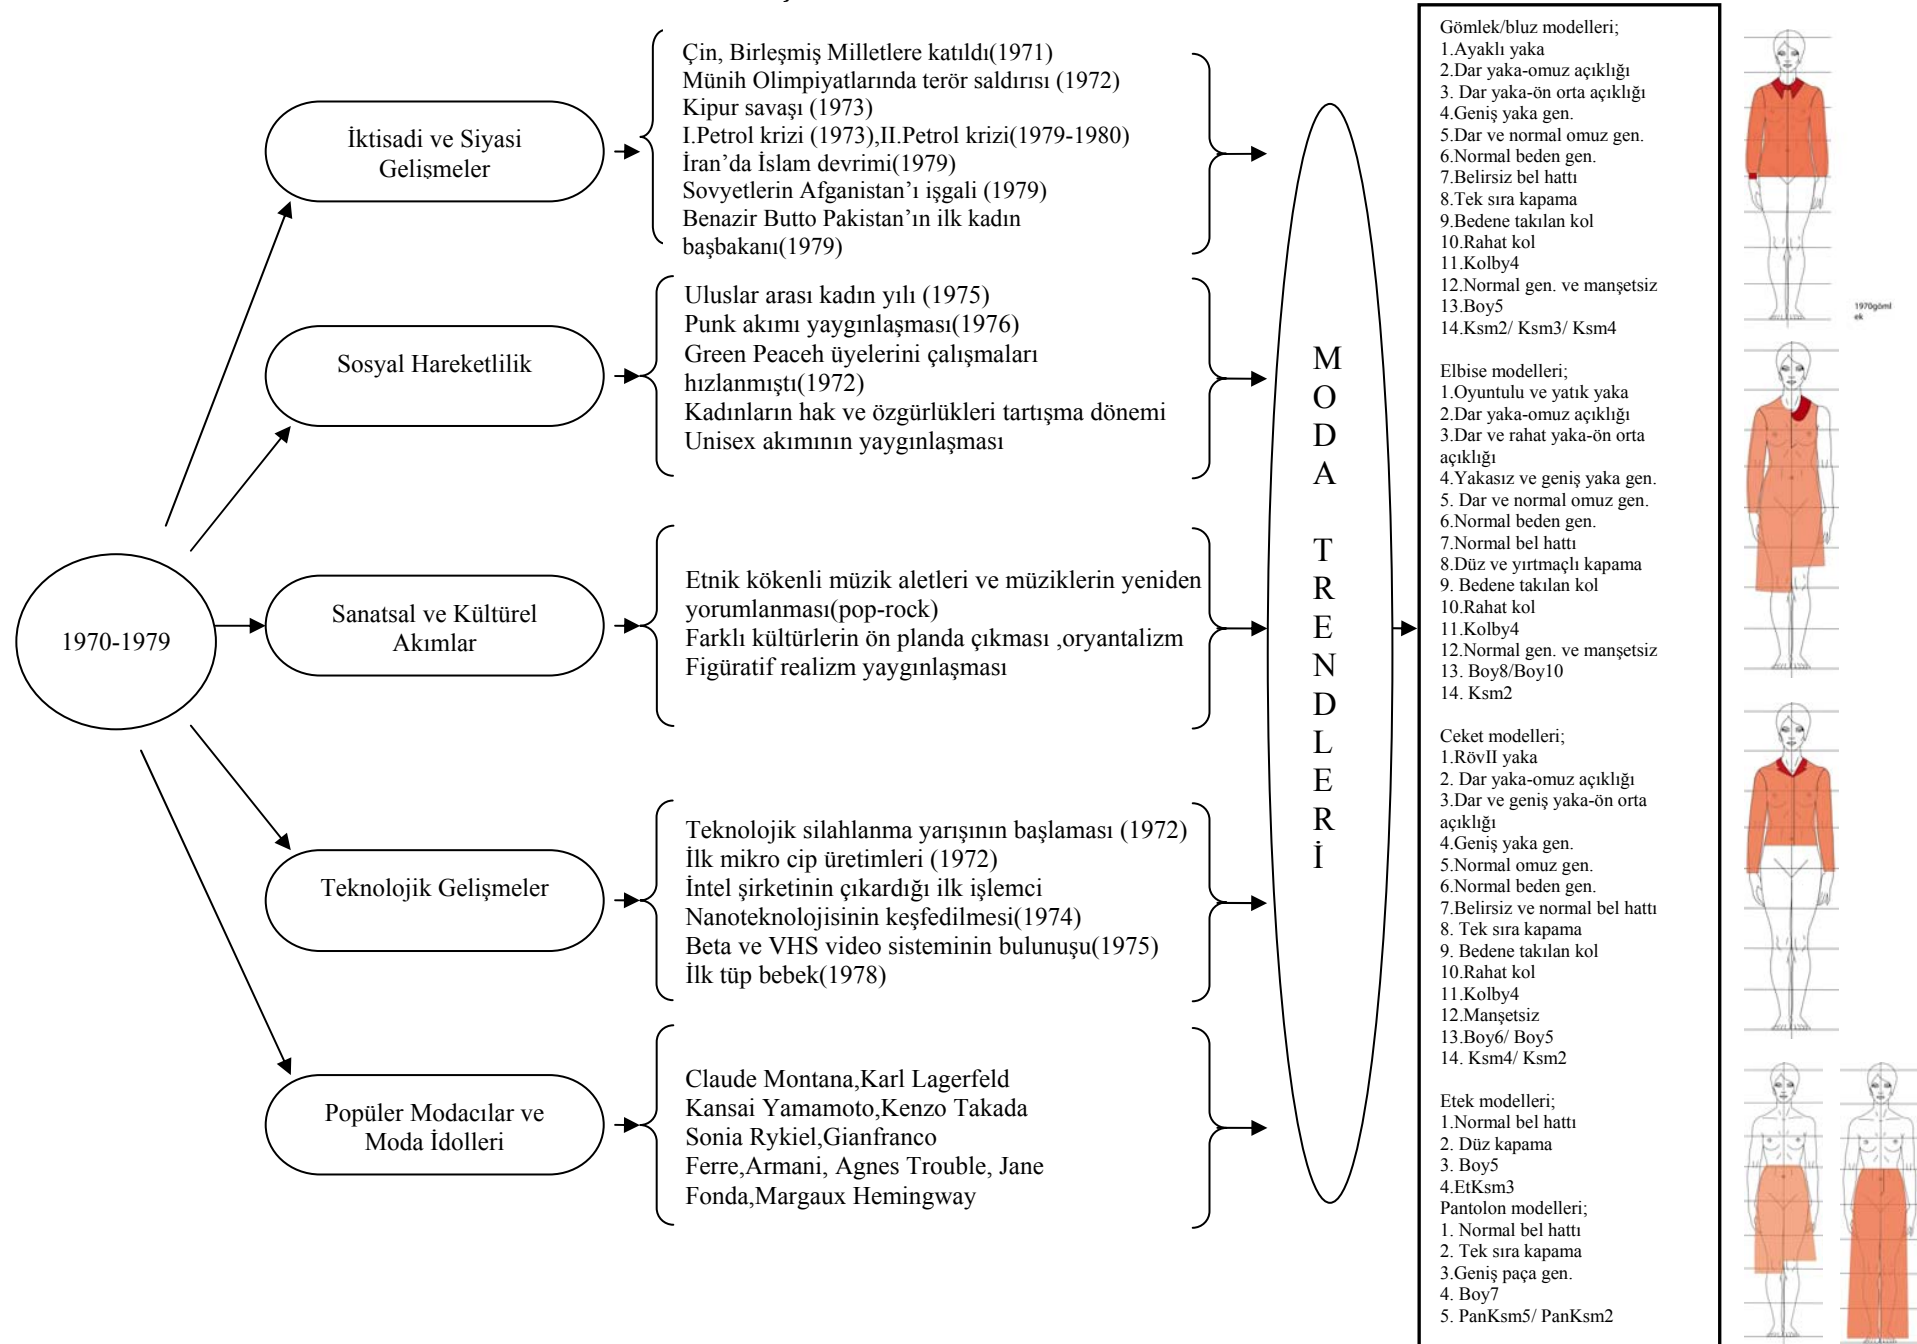 1970-1979
İktisadi ve Siyasi
Gelişmeler
Çin, Birleşmiş Milletlere katıldı(1971)
Münih Olimpiyatlarında terör saldırısı (1972)
Kipur savaşı (1973)
I.Petrol krizi (1973),II.Petrol krizi(1979-1980)
İran’da İslam devrimi(1979)
Sovyetlerin Afganistan’ı işgali (1979)
Benazir Butto Pakistan’ın ilk kadın
başbakanı(1979)
Sosyal Hareketlilik
Uluslar arası kadın yılı (1975)
Punk akımı yaygınlaşması(1976)
Green Peaceh üyelerini çalışmaları
hızlanmıştı(1972)
Kadınların hak ve özgürlükleri tartışma dönemi
Unisex akımının yaygınlaşması
Sanatsal ve Kültürel
Akımlar
Etnik kökenli müzik aletleri ve müziklerin yeniden
yorumlanması(pop-rock)
Farklı kültürlerin ön planda çıkması ,oryantalizm
Figüratif realizm yaygınlaşması
Teknolojik Gelişmeler
Teknolojik silahlanma yarışının başlaması (1972)
İlk mikro cip üretimleri (1972)
İntel şirketinin çıkardığı ilk işlemci
Nanoteknolojisinin keşfedilmesi(1974)
Beta ve VHS video sisteminin bulunuşu(1975)
İlk tüp bebek(1978)
Popüler Modacılar ve
Moda İdolleri
Claude Montana,Karl Lagerfeld
Kansai Yamamoto,Kenzo Takada
Sonia Rykiel,Gianfranco
Ferre,Armani, Agnes Trouble, Jane
Fonda,Margaux Hemingway
MODA TRENDLERİ
Gömlek/bluz modelleri;
1.Ayaklı yaka
2.Dar yaka-omuz açıklığı
3. Dar yaka-ön orta açıklığı
4.Geniş yaka gen.
5.Dar ve normal omuz gen.
6.Normal beden gen.
7.Belirsiz bel hattı
8.Tek sıra kapama
9.Bedene takılan kol
10.Rahat kol
11.Kolby4
12.Normal gen. ve manşetsiz
13.Boy5
14.Ksm2/ Ksm3/ Ksm4
Elbise modelleri;
1.Oyuntulu ve yatık yaka
2.Dar yaka-omuz açıklığı
3.Dar ve rahat yaka-ön orta
açıklığı
4.Yakasız ve geniş yaka gen.
5. Dar ve normal omuz gen.
6.Normal beden gen.
7.Normal bel hattı
8.Düz ve yırtmaçlı kapama
9. Bedene takılan kol
10.Rahat kol
11.Kolby4
12.Normal gen. ve manşetsiz
13. Boy8/Boy10
14. Ksm2
Ceket modelleri;
1.RövII yaka
2. Dar yaka-omuz açıklığı
3.Dar ve geniş yaka-ön orta
açıklığı
4.Geniş yaka gen.
5.Normal omuz gen.
6.Normal beden gen.
7.Belirsiz ve normal bel hattı
8. Tek sıra kapama
9. Bedene takılan kol
10.Rahat kol
11.Kolby4
12.Manşetsiz
13.Boy6/ Boy5
14. Ksm4/ Ksm2
Etek modelleri;
1.Normal bel hattı
2. Düz kapama
3. Boy5
4.EtKsm3
Pantolon modelleri;
1. Normal bel hattı
2. Tek sıra kapama
3.Geniş paça gen.
4. Boy7
5. PanKsm5/ PanKsm2
1970göml
ek